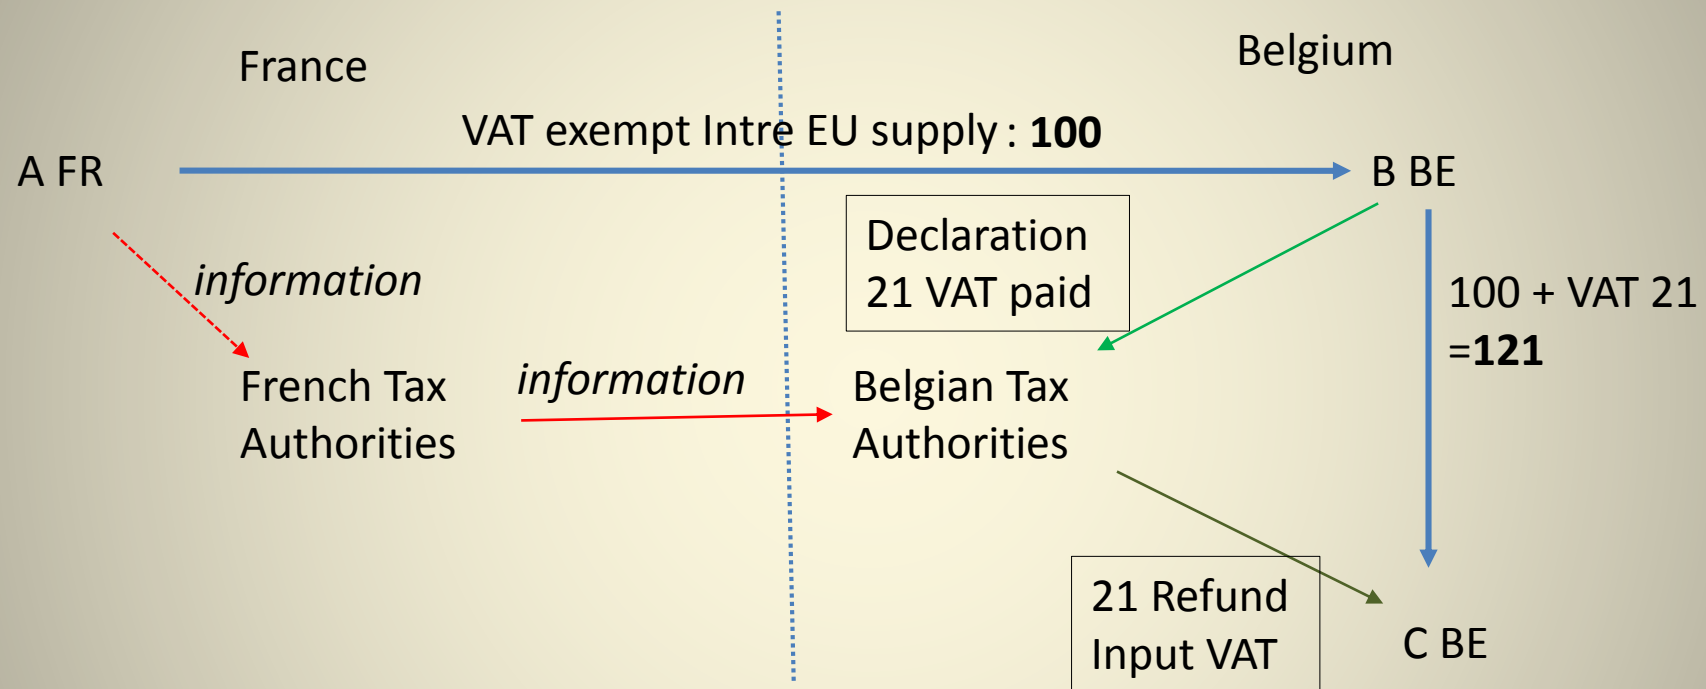 France
Belgium
VAT exempt Intre EU supply : 100
A FR
B BE
Declaration
21 VAT paid
information
100 + VAT 21
=121
French Tax
Authorities
information
Belgian Tax
Authorities
21 Refund
Input VAT
C BE